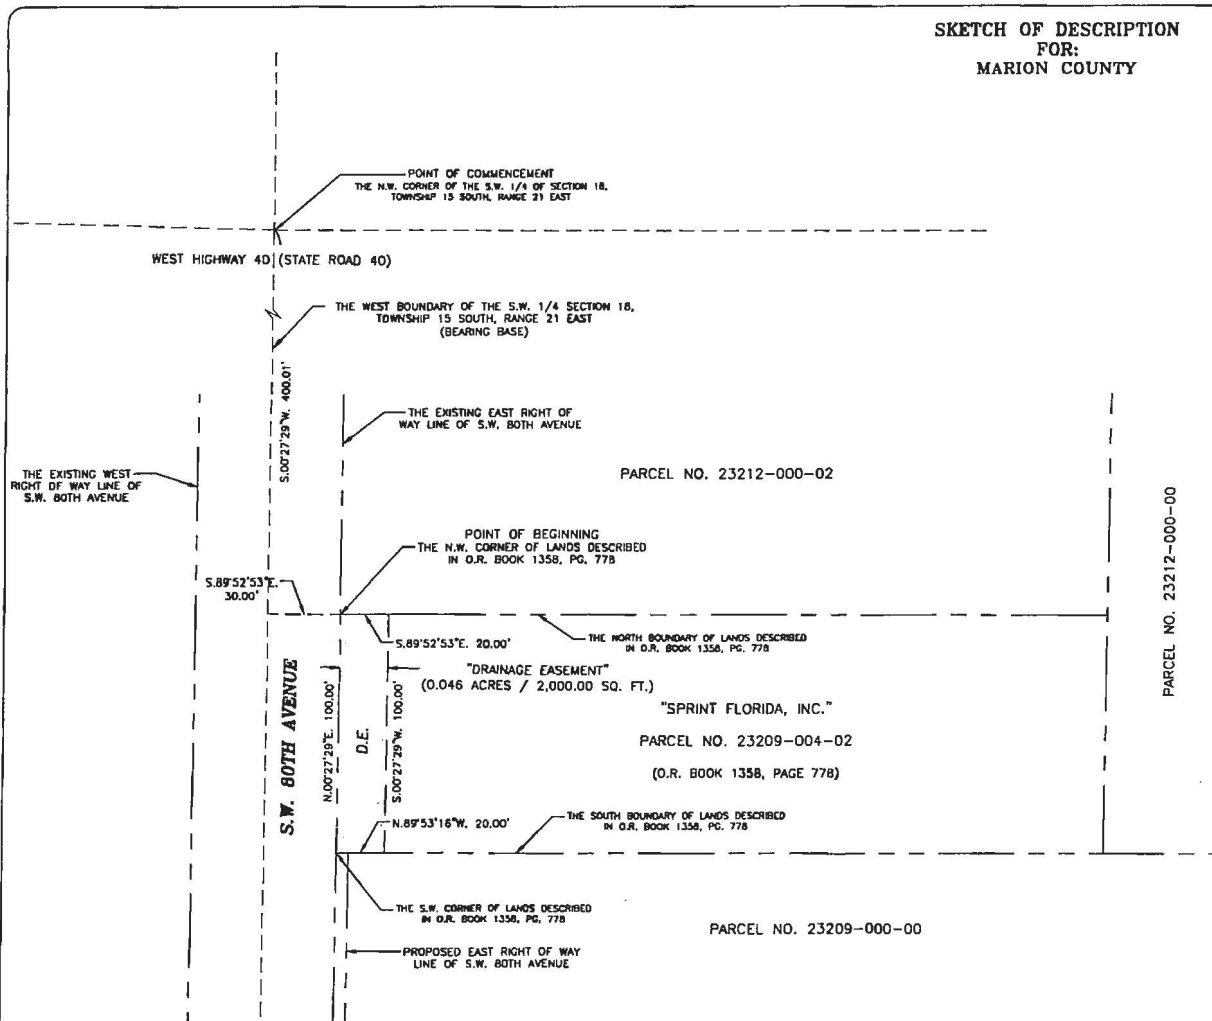 SKETCH OF DESCRIPTION
FOR:
MARION COUNTY
POINT OF COMMENCEMENT
THE N.W. CORNER OF THE S.W. 1/4 OF SECTION 18,
TOWNSHIP 15 SOUTH, RANGE 21 EAST
WEST HIGHWAY 40 (STATE ROAD 40)
THE WEST BOUNDARY OF THE S.W. 1/4 SECTION 18,
TOWNSHIP 15 SOUTH, RANGE 21 EAST
(BEARING BASE)
S.00°27'29"W. 400.01'
THE EXISTING EAST RIGHT OF
WAY LINE OF S.W. 80TH AVENUE
THE EXISTING WEST
RIGHT OF WAY LINE OF
S.W. 80TH AVENUE
PARCEL NO. 23212-000-02
PARCEL NO. 23212-000-00
POINT OF BEGINNING
THE N.W. CORNER OF LANDS DESCRIBED
IN O.R. BOOK 1358, PG. 778
S.89°52'53"E.
30.00'
S.89°52'53"E. 20.00'
THE NORTH BOUNDARY OF LANDS DESCRIBED
IN O.R. BOOK 1358, PG. 778
"DRAINAGE EASEMENT"
(0.046 ACRES / 2,000.00 SQ. FT.)
S.W. 80TH AVENUE
N.00°27'29"E. 100.00'
D.E.
S.00°27'29"W. 100.00'
"SPRINT FLORIDA, INC."
PARCEL NO. 23209-004-02
(O.R. BOOK 1358, PAGE 778)
N.89°53'16"W. 20.00'
THE SOUTH BOUNDARY OF LANDS DESCRIBED
IN O.R. BOOK 1358, PG. 778
THE S.W. CORNER OF LANDS DESCRIBED
IN O.R. BOOK 1358, PG. 778
PARCEL NO. 23209-000-00
PROPOSED EAST RIGHT OF WAY
LINE OF S.W. 80TH AVENUE